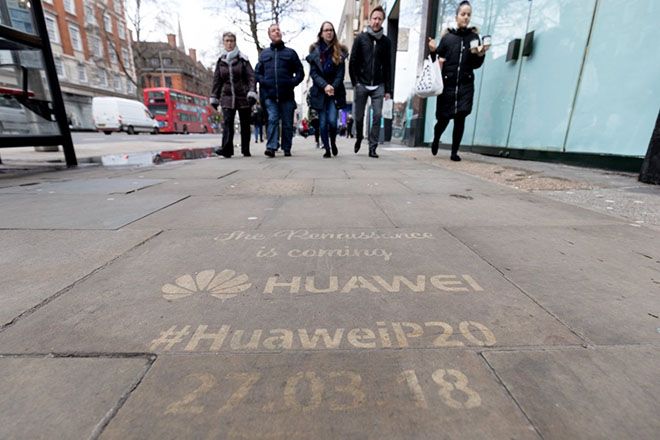 The Renaissance
is coming
HUAWEI
#HuaweiP20
27.03.18